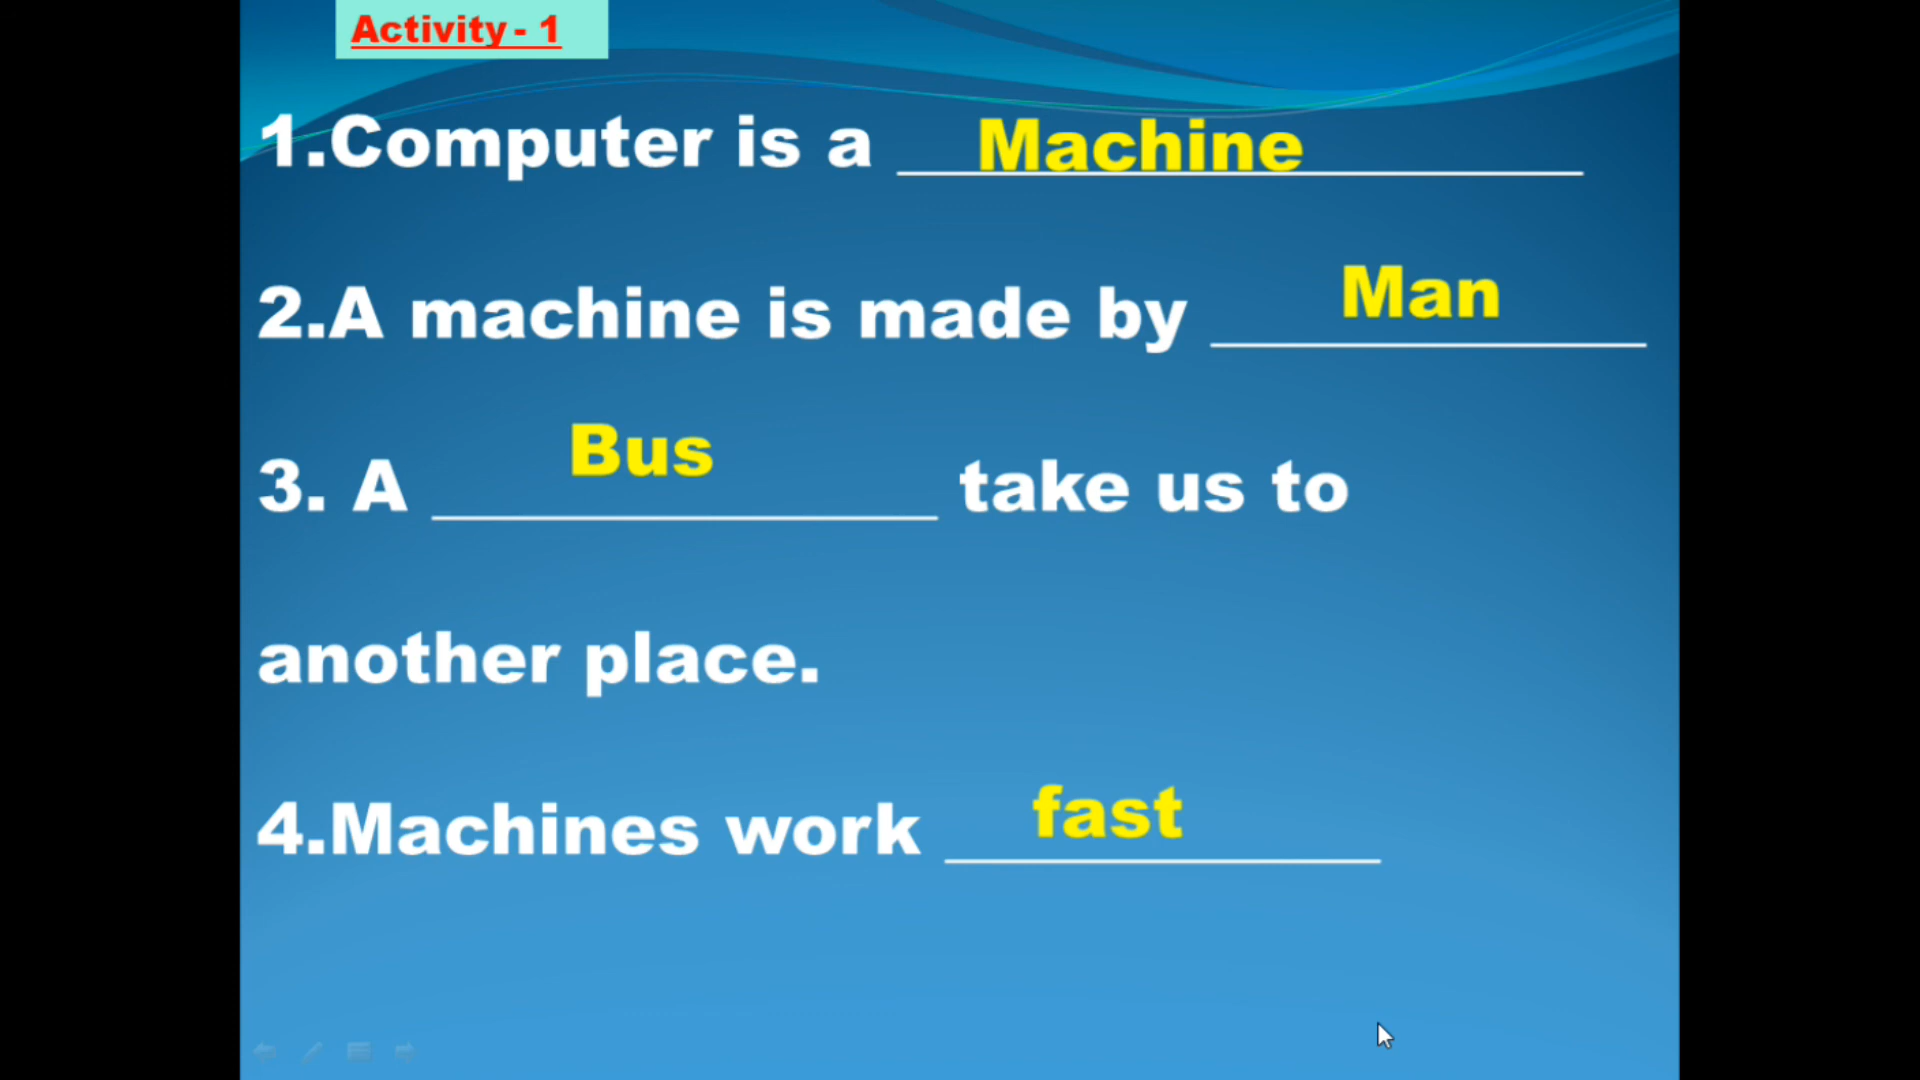 Activity - 1
1.Computer is a Machine
2.A machine is made by Man
3. A Bus take us to
another place.
4.Machines work fast